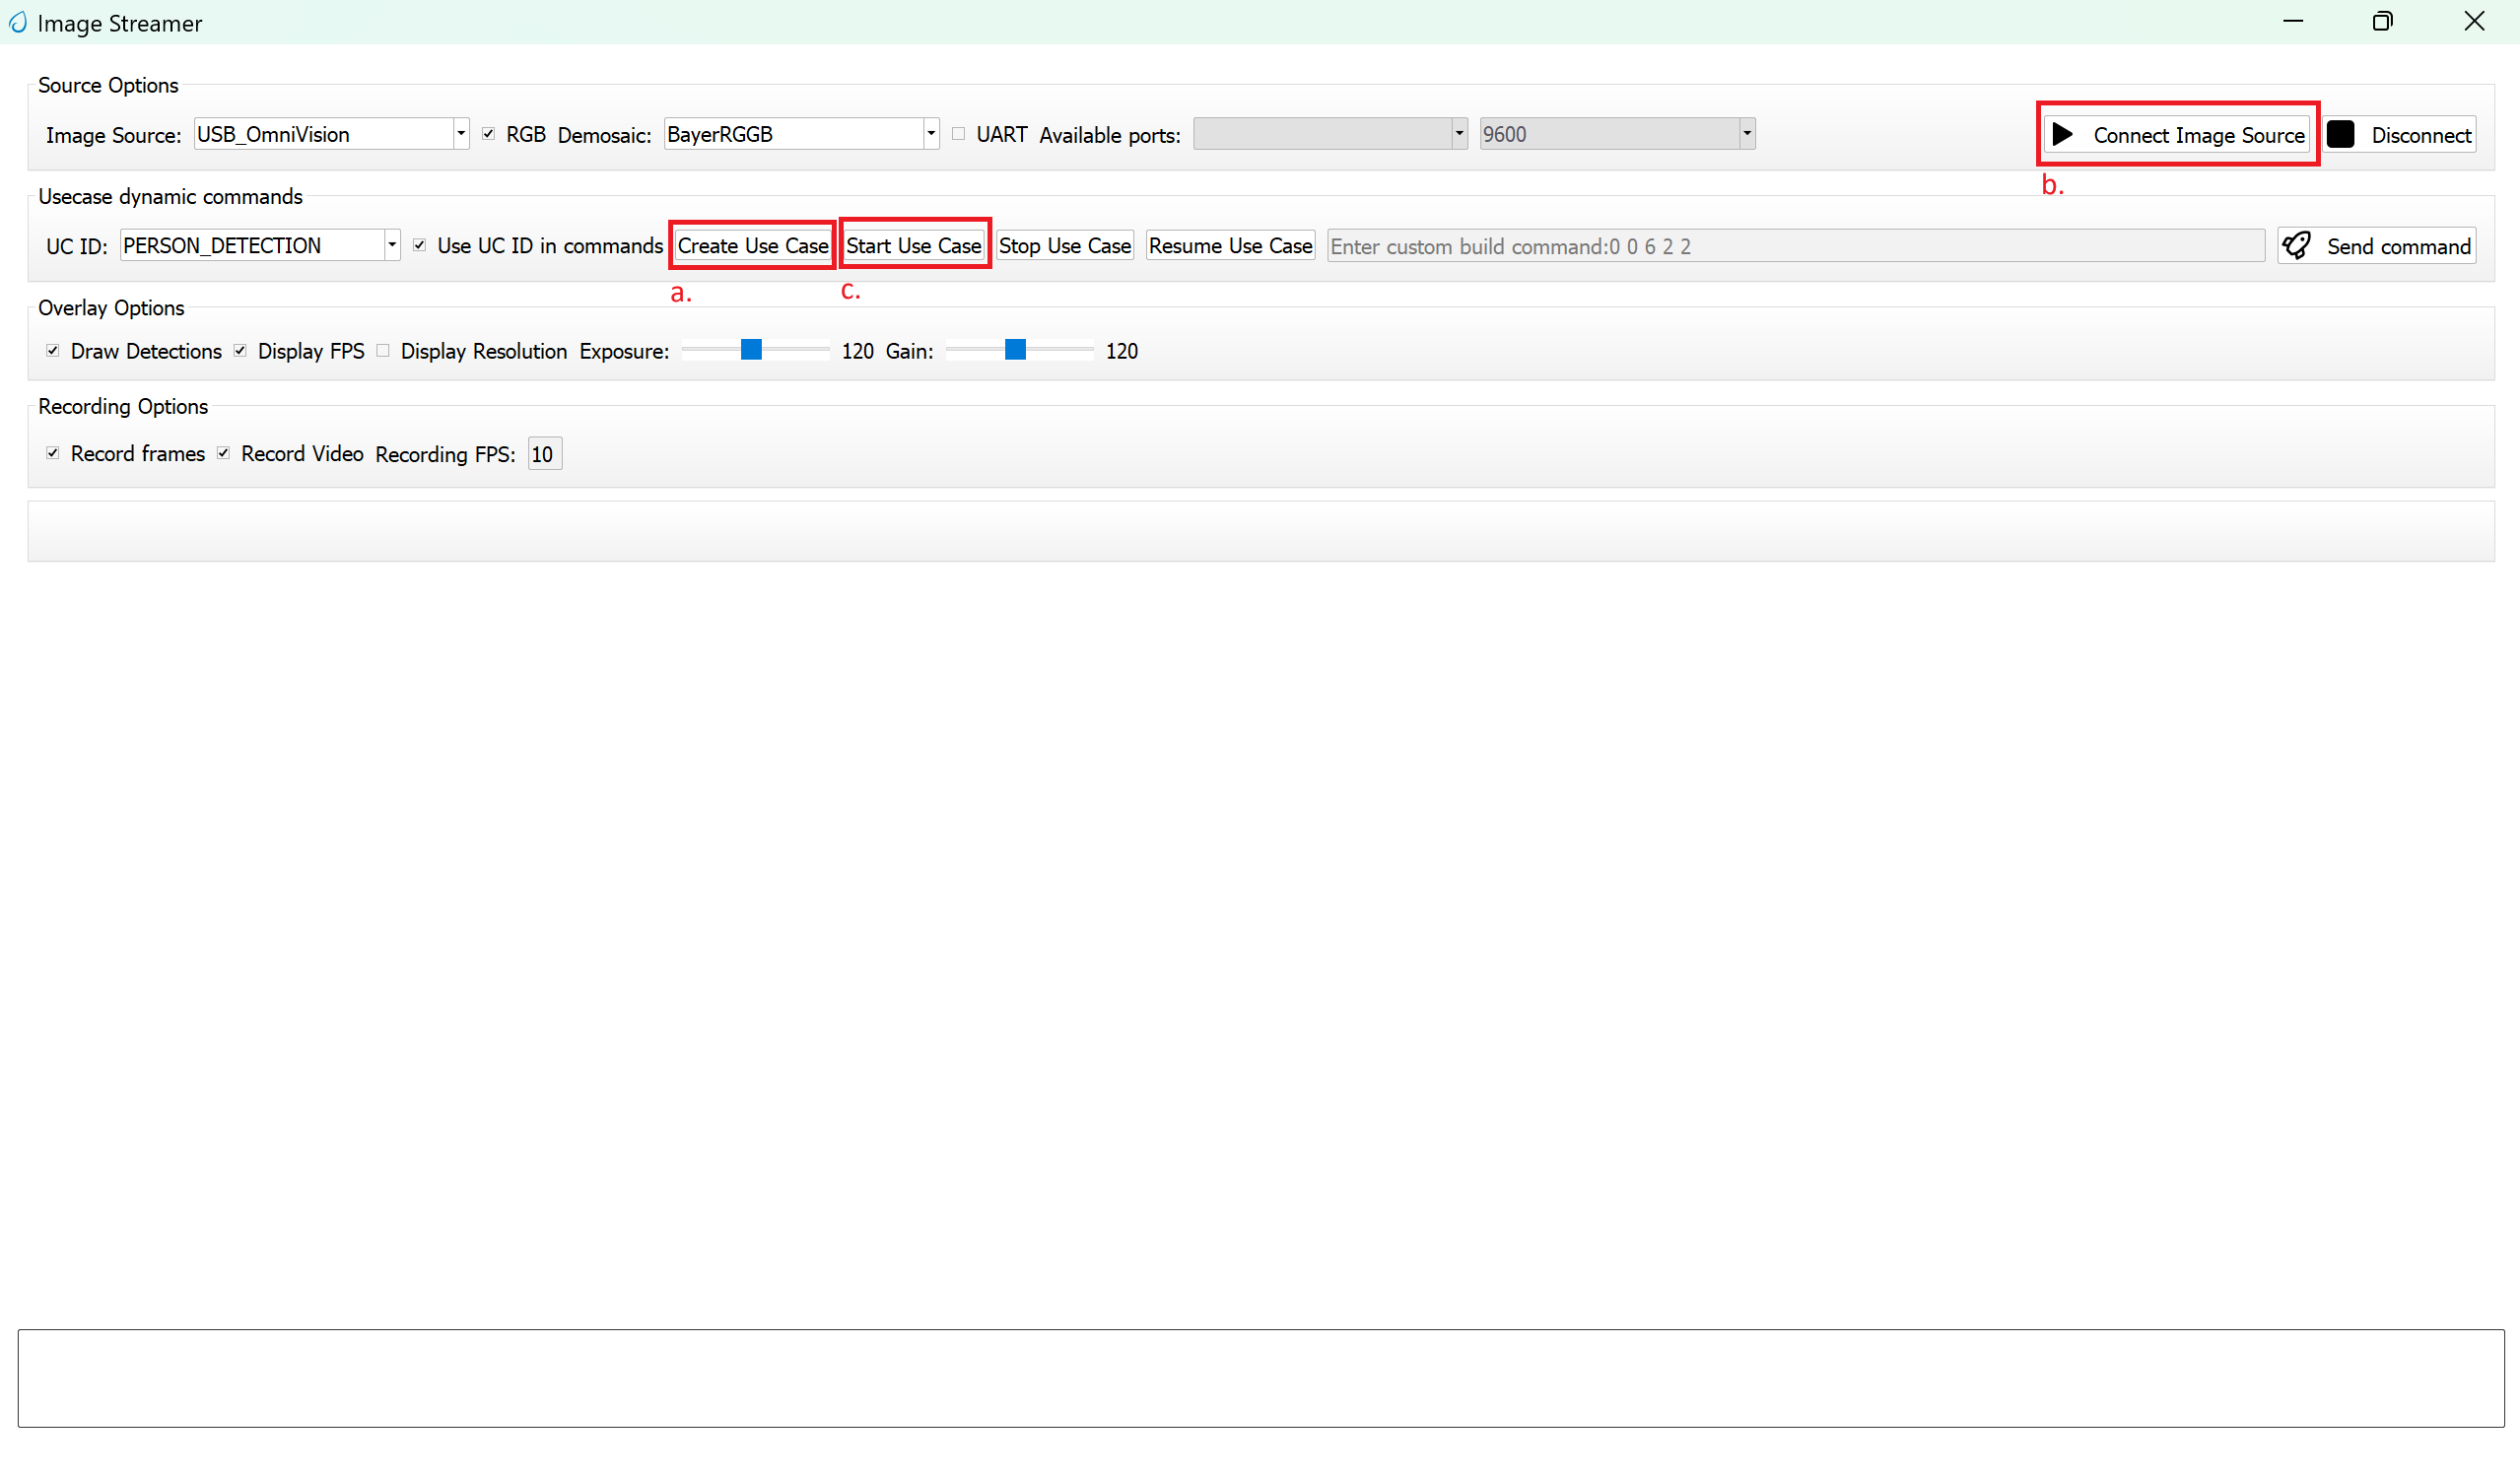 Image Streamer
Source Options
Image Source: USB_OmniVision RGB Demosaic: BayerRGGB UART Available ports: 9600 Connect Image Source Disconnect
b.
Usecase dynamic commands
UC ID: PERSON_DETECTION Use UC ID in commands Create Use Case Start Use Case Stop Use Case Resume Use Case Enter custom build command:0 0 6 2 2 Send command
a. c.
Overlay Options
Draw Detections Display FPS Display Resolution Exposure: 120 Gain: 120
Recording Options
Record frames Record Video Recording FPS: 10